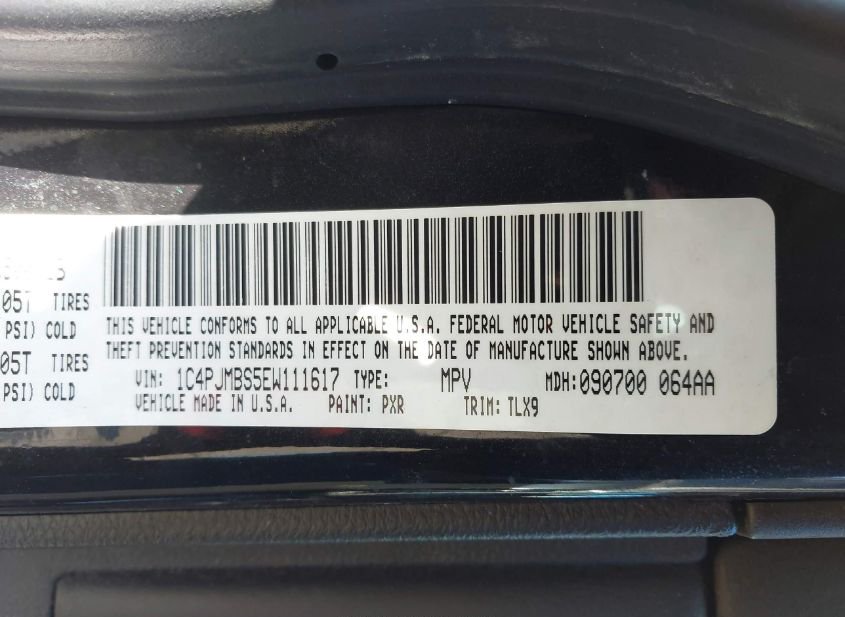 05T TIRES
PSI) COLD
05T TIRES
PSI) COLD
THIS VEHICLE CONFORMS TO ALL APPLICABLE U.S.A. FEDERAL MOTOR VEHICLE SAFETY AND
THEFT PREVENTION STANDARDS IN EFFECT ON THE DATE OF MANUFACTURE SHOWN ABOVE.
VIN: 1C4PJMBS5EW111617 TYPE: MPV MDH:090700 064AA
VEHICLE MADE IN U.S.A. PAINT: PXR TRIM: TLX9